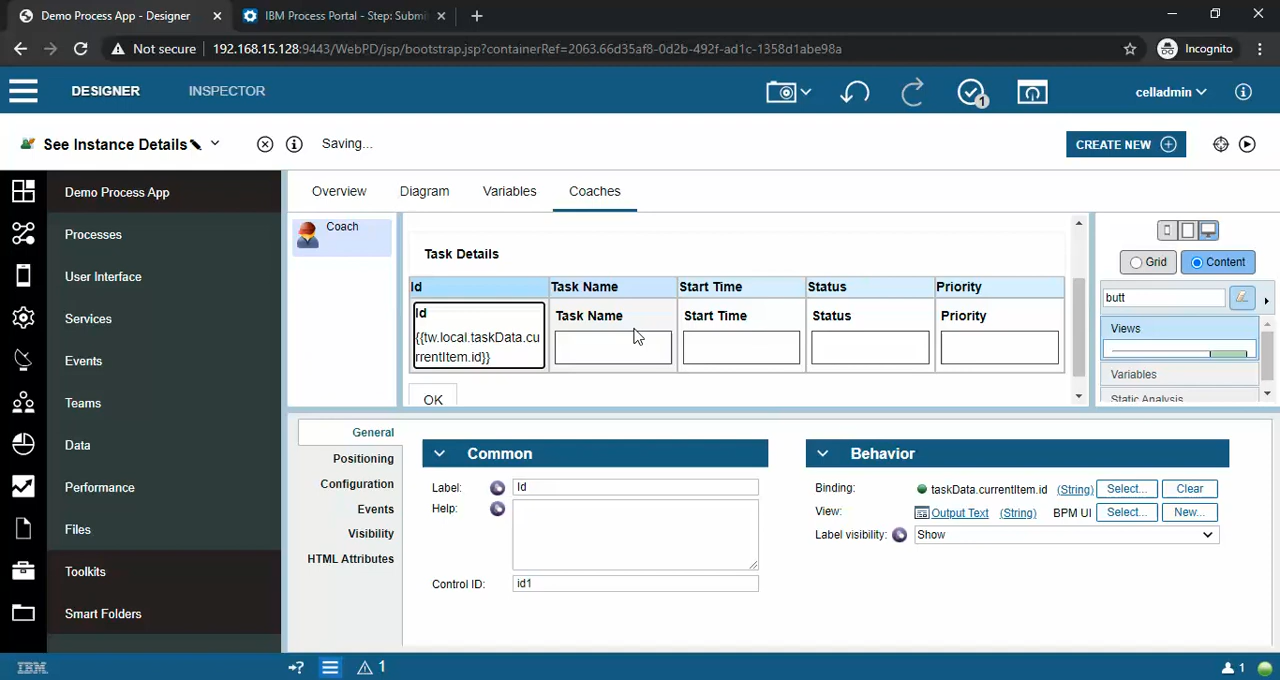 Demo Process App - Designer
IBM Process Portal - Step: Submi
Not secure 192.168.15.128:9443/WebPD/jsp/bootstrap.jsp?containerRef=2063.66d35af8-0d2b-492f-ad1c-1358d1abe98a
Incognito
DESIGNER INSPECTOR
1
celladmin
See Instance Details
Saving...
CREATE NEW
Demo Process App
Processes
User Interface
Services
Events
Teams
Data
Performance
Files
Toolkits
Smart Folders
Overview Diagram Variables Coaches
Coach
Task Details
Id Task Name Start Time Status Priority
Id Task Name Start Time Status Priority
{{tw.local.taskData.cu
rrentItem.id}}
OK
Grid Content
butt
Views
Variables
Static Analysis
General
Positioning
Configuration
Events
Visibility
HTML Attributes
Common
Label: Id
Help:
Control ID: id1
Behavior
Binding: taskData.currentItem.id (String) Select... Clear
View: Output Text (String) BPM UI Select... New...
Label visibility: Show
IBM
1
1